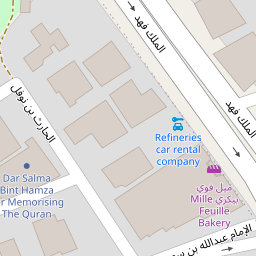 الملك فهد
الحارث بن نوفل
Refineries
car rental
company
الملك فهد
Dar Salma
Bint Hamza
r Memorising
The Quran
ميل فوي
بيكري
Mille
Feuille
Bakery
الإمام عبدالله بن س